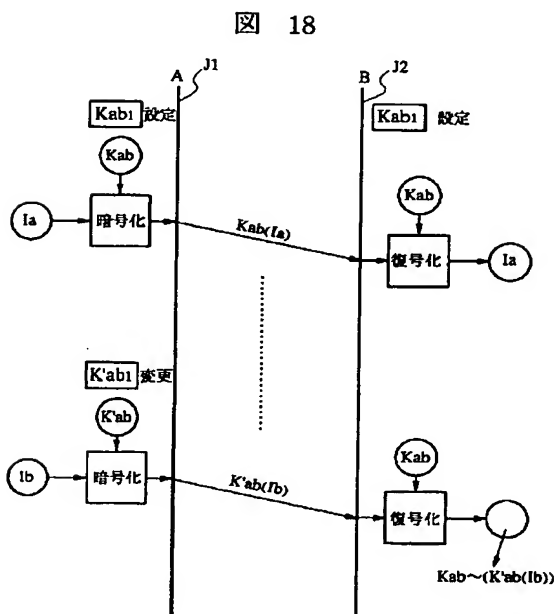 図 18
A J1 B J2
Kab1 設定 Kab1 設定
Kab Kab
Ia 暗号化 Kab(Ia) 復号化 Ia
K'ab1 変更
K'ab Kab
Ib 暗号化 K'ab(Ib) 復号化
Kab～(K'ab(Ib))